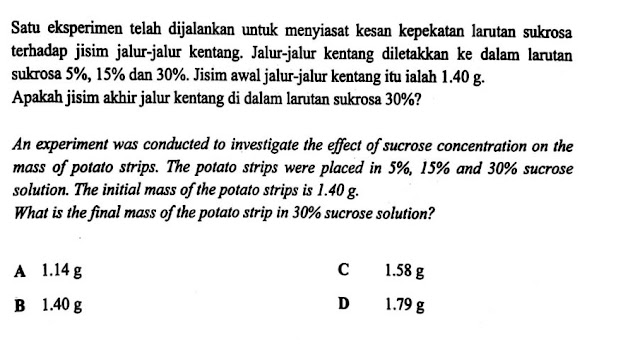 Satu eksperimen telah dijalankan untuk menyiasat kesan kepekatan larutan sukrosa
terhadap jisim jalur-jalur kentang. Jalur-jalur kentang diletakkan ke dalam larutan
sukrosa 5%, 15% dan 30%. Jisim awal jalur-jalur kentang itu ialah 1.40 g.
Apakah jisim akhir jalur kentang di dalam larutan sukrosa 30%?
An experiment was conducted to investigate the effect of sucrose concentration on the
mass of potato strips. The potato strips were placed in 5%, 15% and 30% sucrose
solution. The initial mass of the potato strips is 1.40 g.
What is the final mass of the potato strip in 30% sucrose solution?
A 1.14 g C 1.58 g
B 1.40 g D 1.79 g